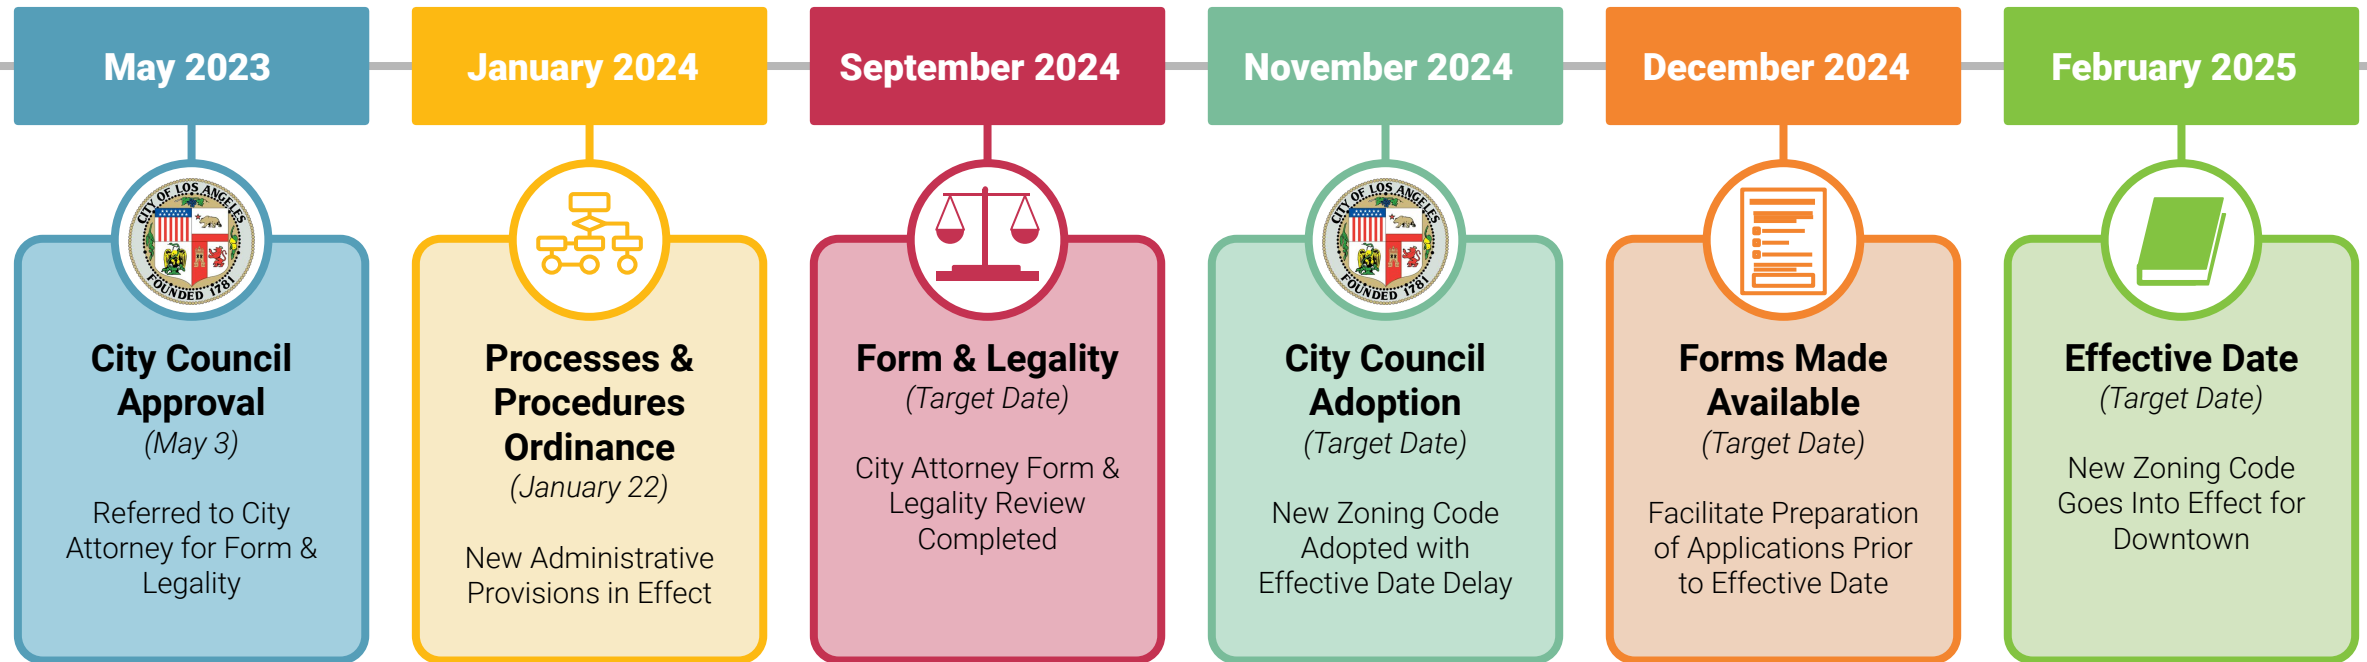 May 2023
January 2024
September 2024
November 2024
December 2024
February 2025
CITY OF LOS ANGELES
FOUNDED 1781
City Council
Approval
(May 3)
Referred to City
Attorney for Form &
Legality
Processes &
Procedures
Ordinance
(January 22)
New Administrative
Provisions in Effect
Form & Legality
(Target Date)
City Attorney Form &
Legality Review
Completed
CITY OF LOS ANGELES
FOUNDED 1781
City Council
Adoption
(Target Date)
New Zoning Code
Adopted with
Effective Date Delay
Forms Made
Available
(Target Date)
Facilitate Preparation
of Applications Prior
to Effective Date
Effective Date
(Target Date)
New Zoning Code
Goes Into Effect for
Downtown